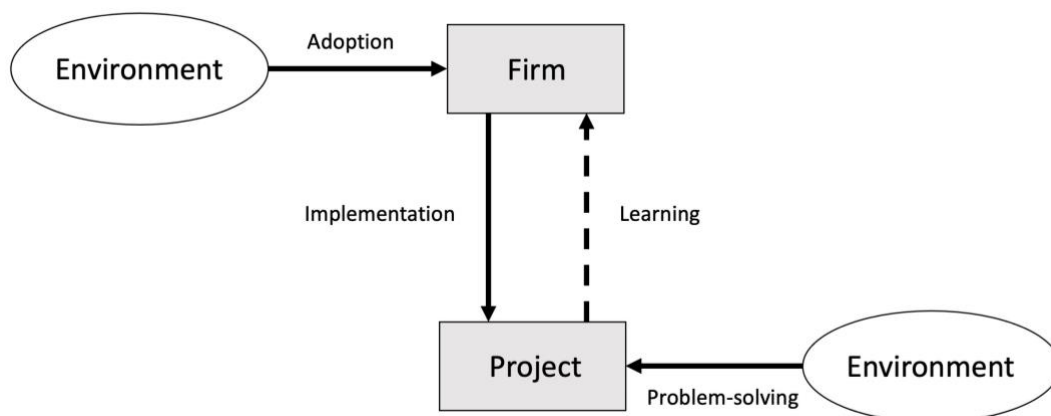 Adoption
Environment
Firm
Implementation
Learning
Project
Environment
Problem-solving